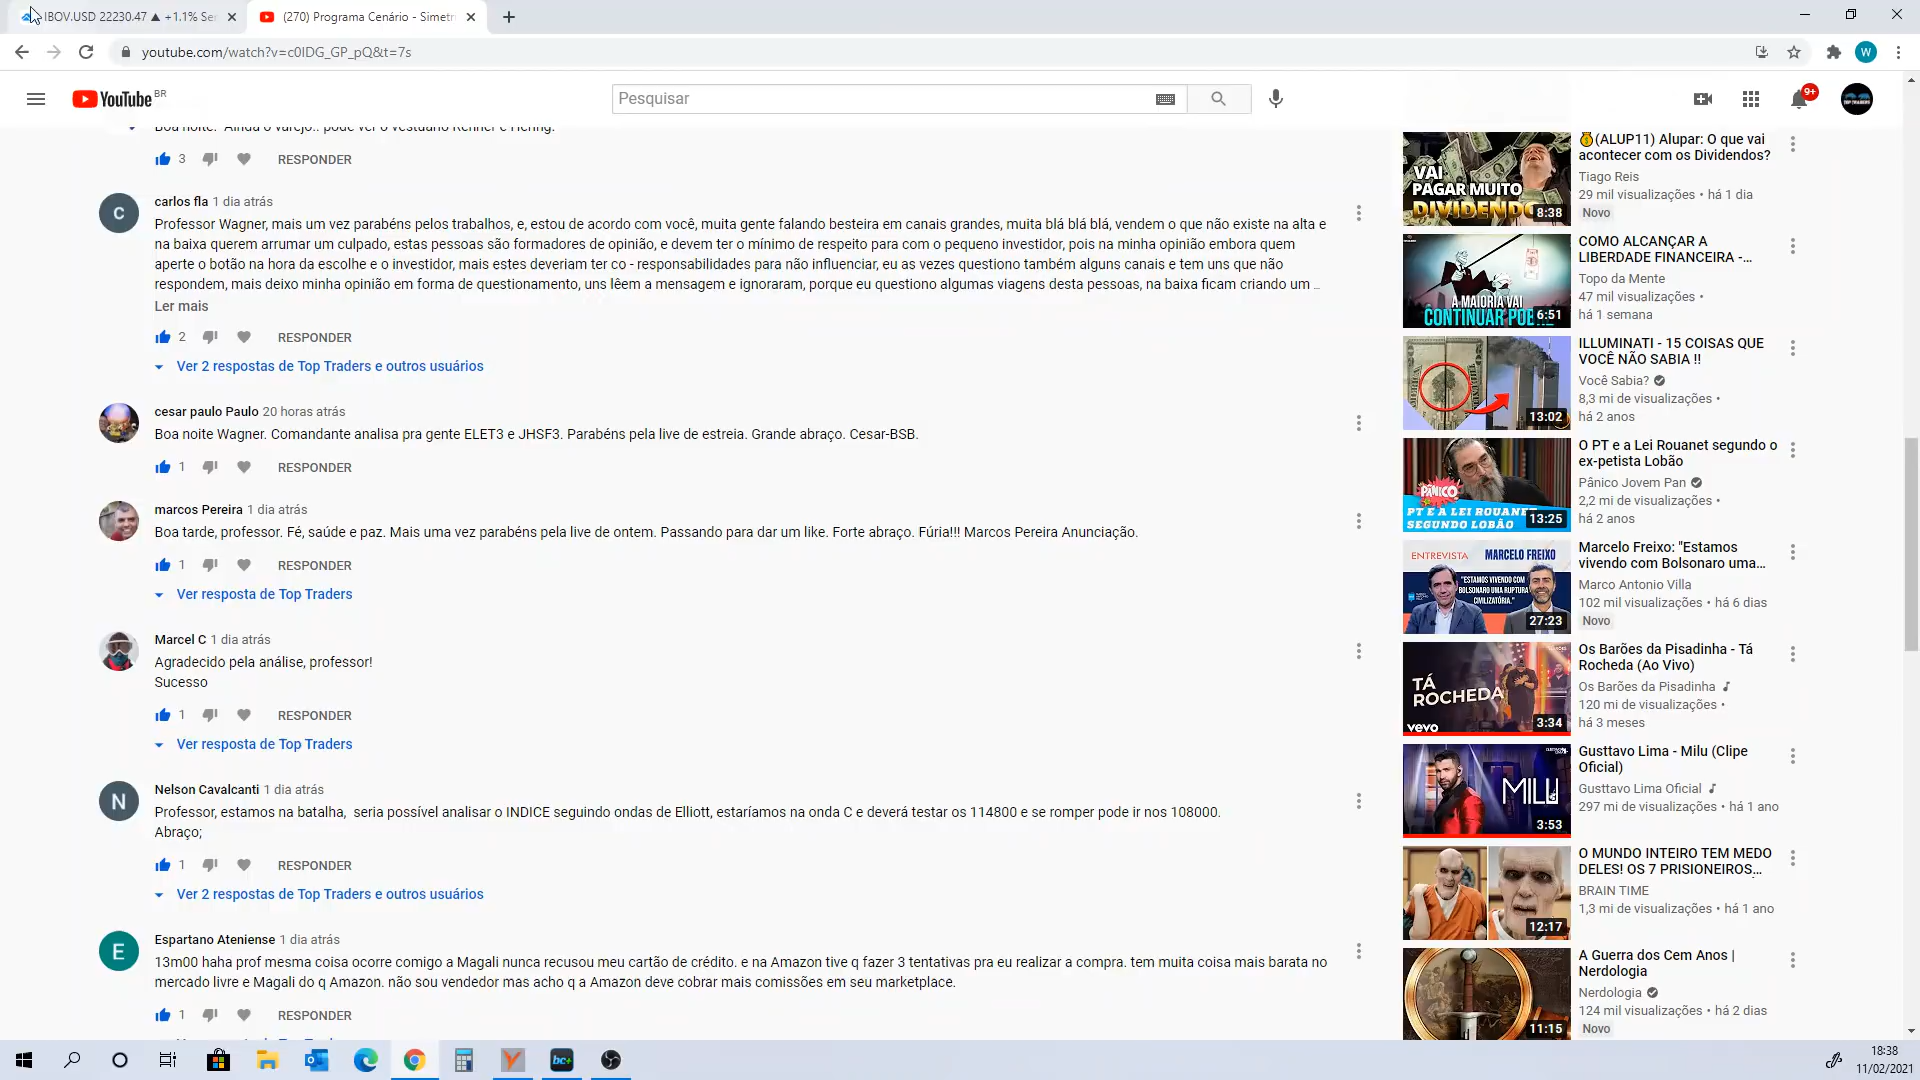 IBOV.USD 22230.47 ▲ +1.1% Se
(270) Programa Cenário - Simetr
youtube.com/watch?v=c0lDG_GP_pQ&t=7s
W
YouTube BR
Pesquisar
9+
Boa noite. Ainda o varejo.. pode ver o vestuário Renner e Hering.
3 RESPONDER
C
carlos fla 1 dia atrás
Professor Wagner, mais um vez parabéns pelos trabalhos, e, estou de acordo com você, muita gente falando besteira em canais grandes, muita blá blá blá, vendem o que não existe na alta e
na baixa querem arrumar um culpado, estas pessoas são formadores de opinião, e devem ter o mínimo de respeito para com o pequeno investidor, pois na minha opinião embora quem
aperte o botão na hora da escolhe e o investidor, mais estes deveriam ter co - responsabilidades para não influenciar, eu as vezes questiono também alguns canais e tem uns que não
respondem, mais deixo minha opinião em forma de questionamento, uns lêem a mensagem e ignoraram, porque eu questiono algumas viagens desta pessoas, na baixa ficam criando um ...
Ler mais
2 RESPONDER
Ver 2 respostas de Top Traders e outros usuários
cesar paulo Paulo 20 horas atrás
Boa noite Wagner. Comandante analisa pra gente ELET3 e JHSF3. Parabéns pela live de estreia. Grande abraço. Cesar-BSB.
1 RESPONDER
marcos Pereira 1 dia atrás
Boa tarde, professor. Fé, saúde e paz. Mais uma vez parabéns pela live de ontem. Passando para dar um like. Forte abraço. Fúria!!! Marcos Pereira Anunciação.
1 RESPONDER
Ver resposta de Top Traders
Marcel C 1 dia atrás
Agradecido pela análise, professor!
Sucesso
1 RESPONDER
Ver resposta de Top Traders
N
Nelson Cavalcanti 1 dia atrás
Professor, estamos na batalha, seria possível analisar o INDICE seguindo ondas de Elliott, estaríamos na onda C e deverá testar os 114800 e se romper pode ir nos 108000.
Abraço;
1 RESPONDER
Ver 2 respostas de Top Traders e outros usuários
E
Espartano Ateniense 1 dia atrás
13m00 haha prof mesma coisa ocorre comigo a Magali nunca recusou meu cartão de crédito. e na Amazon tive q fazer 3 tentativas pra eu realizar a compra. tem muita coisa mais barata no
mercado livre e Magali do q Amazon. não sou vendedor mas acho q a Amazon deve cobrar mais comissões em seu marketplace.
1 RESPONDER
VAI
PAGAR MUITO
DIVIDENDO
8:38
(ALUP11) Alupar: O que vai
acontecer com os Dividendos?
Tiago Reis
29 mil visualizações • há 1 dia
Novo
A MAIORIA VAI
CONTINUAR
6:51
COMO ALCANÇAR A
LIBERDADE FINANCEIRA -...
Topo da Mente
47 mil visualizações •
há 1 semana
13:02
ILLUMINATI - 15 COISAS QUE
VOCÊ NÃO SABIA !!
Você Sabia?
8,3 mi de visualizações •
há 2 anos
PÂNICO
PT E A LEI ROUANET
SEGUNDO LOBÃO
13:25
O PT e a Lei Rouanet segundo o
ex-petista Lobão
Pânico Jovem Pan
2,2 mi de visualizações •
há 2 anos
ENTREVISTA MARCELO FREIXO
"ESTAMOS
VIVENDO COM
BOLSONARO UMA
RUPTURA
CIVILIZATÓRIA."
27:23
Marcelo Freixo: "Estamos
vivendo com Bolsonaro uma...
Marco Antonio Villa
102 mil visualizações • há 6 dias
Novo
TÁ
ROCHEDA
vevo
3:34
Os Barões da Pisadinha - Tá
Rocheda (Ao Vivo)
Os Barões da Pisadinha
120 mi de visualizações •
há 3 meses
MILU
3:53
Gusttavo Lima - Milu (Clipe
Oficial)
Gusttavo Lima Oficial
297 mi de visualizações • há 1 ano
12:17
O MUNDO INTEIRO TEM MEDO
DELES! OS 7 PRISIONEIROS...
BRAIN TIME
1,3 mi de visualizações • há 1 ano
11:15
A Guerra dos Cem Anos |
Nerdologia
Nerdologia
124 mil visualizações • há 2 dias
Novo
bc+
18:38
11/02/2021